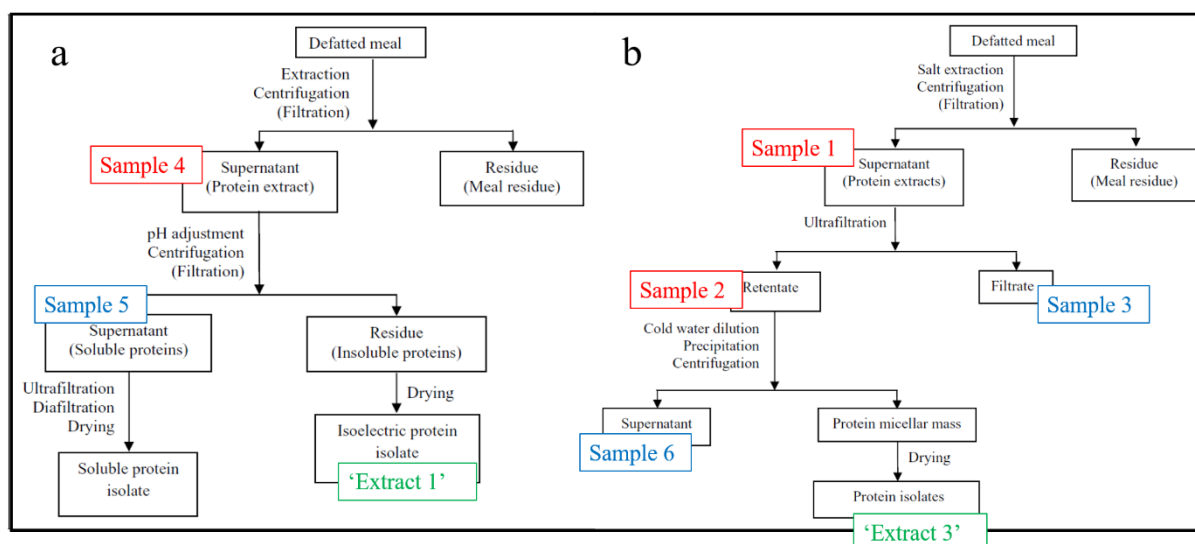 a
Defatted meal
Extraction
Centrifugation
(Filtration)
Sample 4
Supernatant
(Protein extract)
Residue
(Meal residue)
pH adjustment
Centrifugation
(Filtration)
Sample 5
Supernatant
(Soluble proteins)
Residue
(Insoluble proteins)
Ultrafiltration
Diafiltration
Drying
Drying
Soluble protein
isolate
Isoelectric protein
isolate
‘Extract 1’
b
Defatted meal
Salt extraction
Centrifugation
(Filtration)
Sample 1
Supernatant
(Protein extracts)
Residue
(Meal residue)
Ultrafiltration
Sample 2
Retentate
Filtrate
Sample 3
Cold water dilution
Precipitation
Centrifugation
Supernatant
Sample 6
Protein micellar mass
Drying
Protein isolates
‘Extract 3’